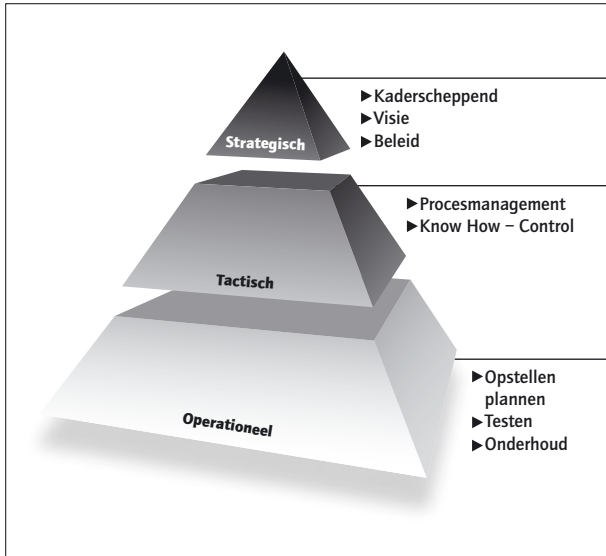 Strategisch
▶Kaderscheppend
▶Visie
▶Beleid
Tactisch
▶Procesmanagement
▶Know How – Control
Operationeel
▶Opstellen
plannen
▶Testen
▶Onderhoud